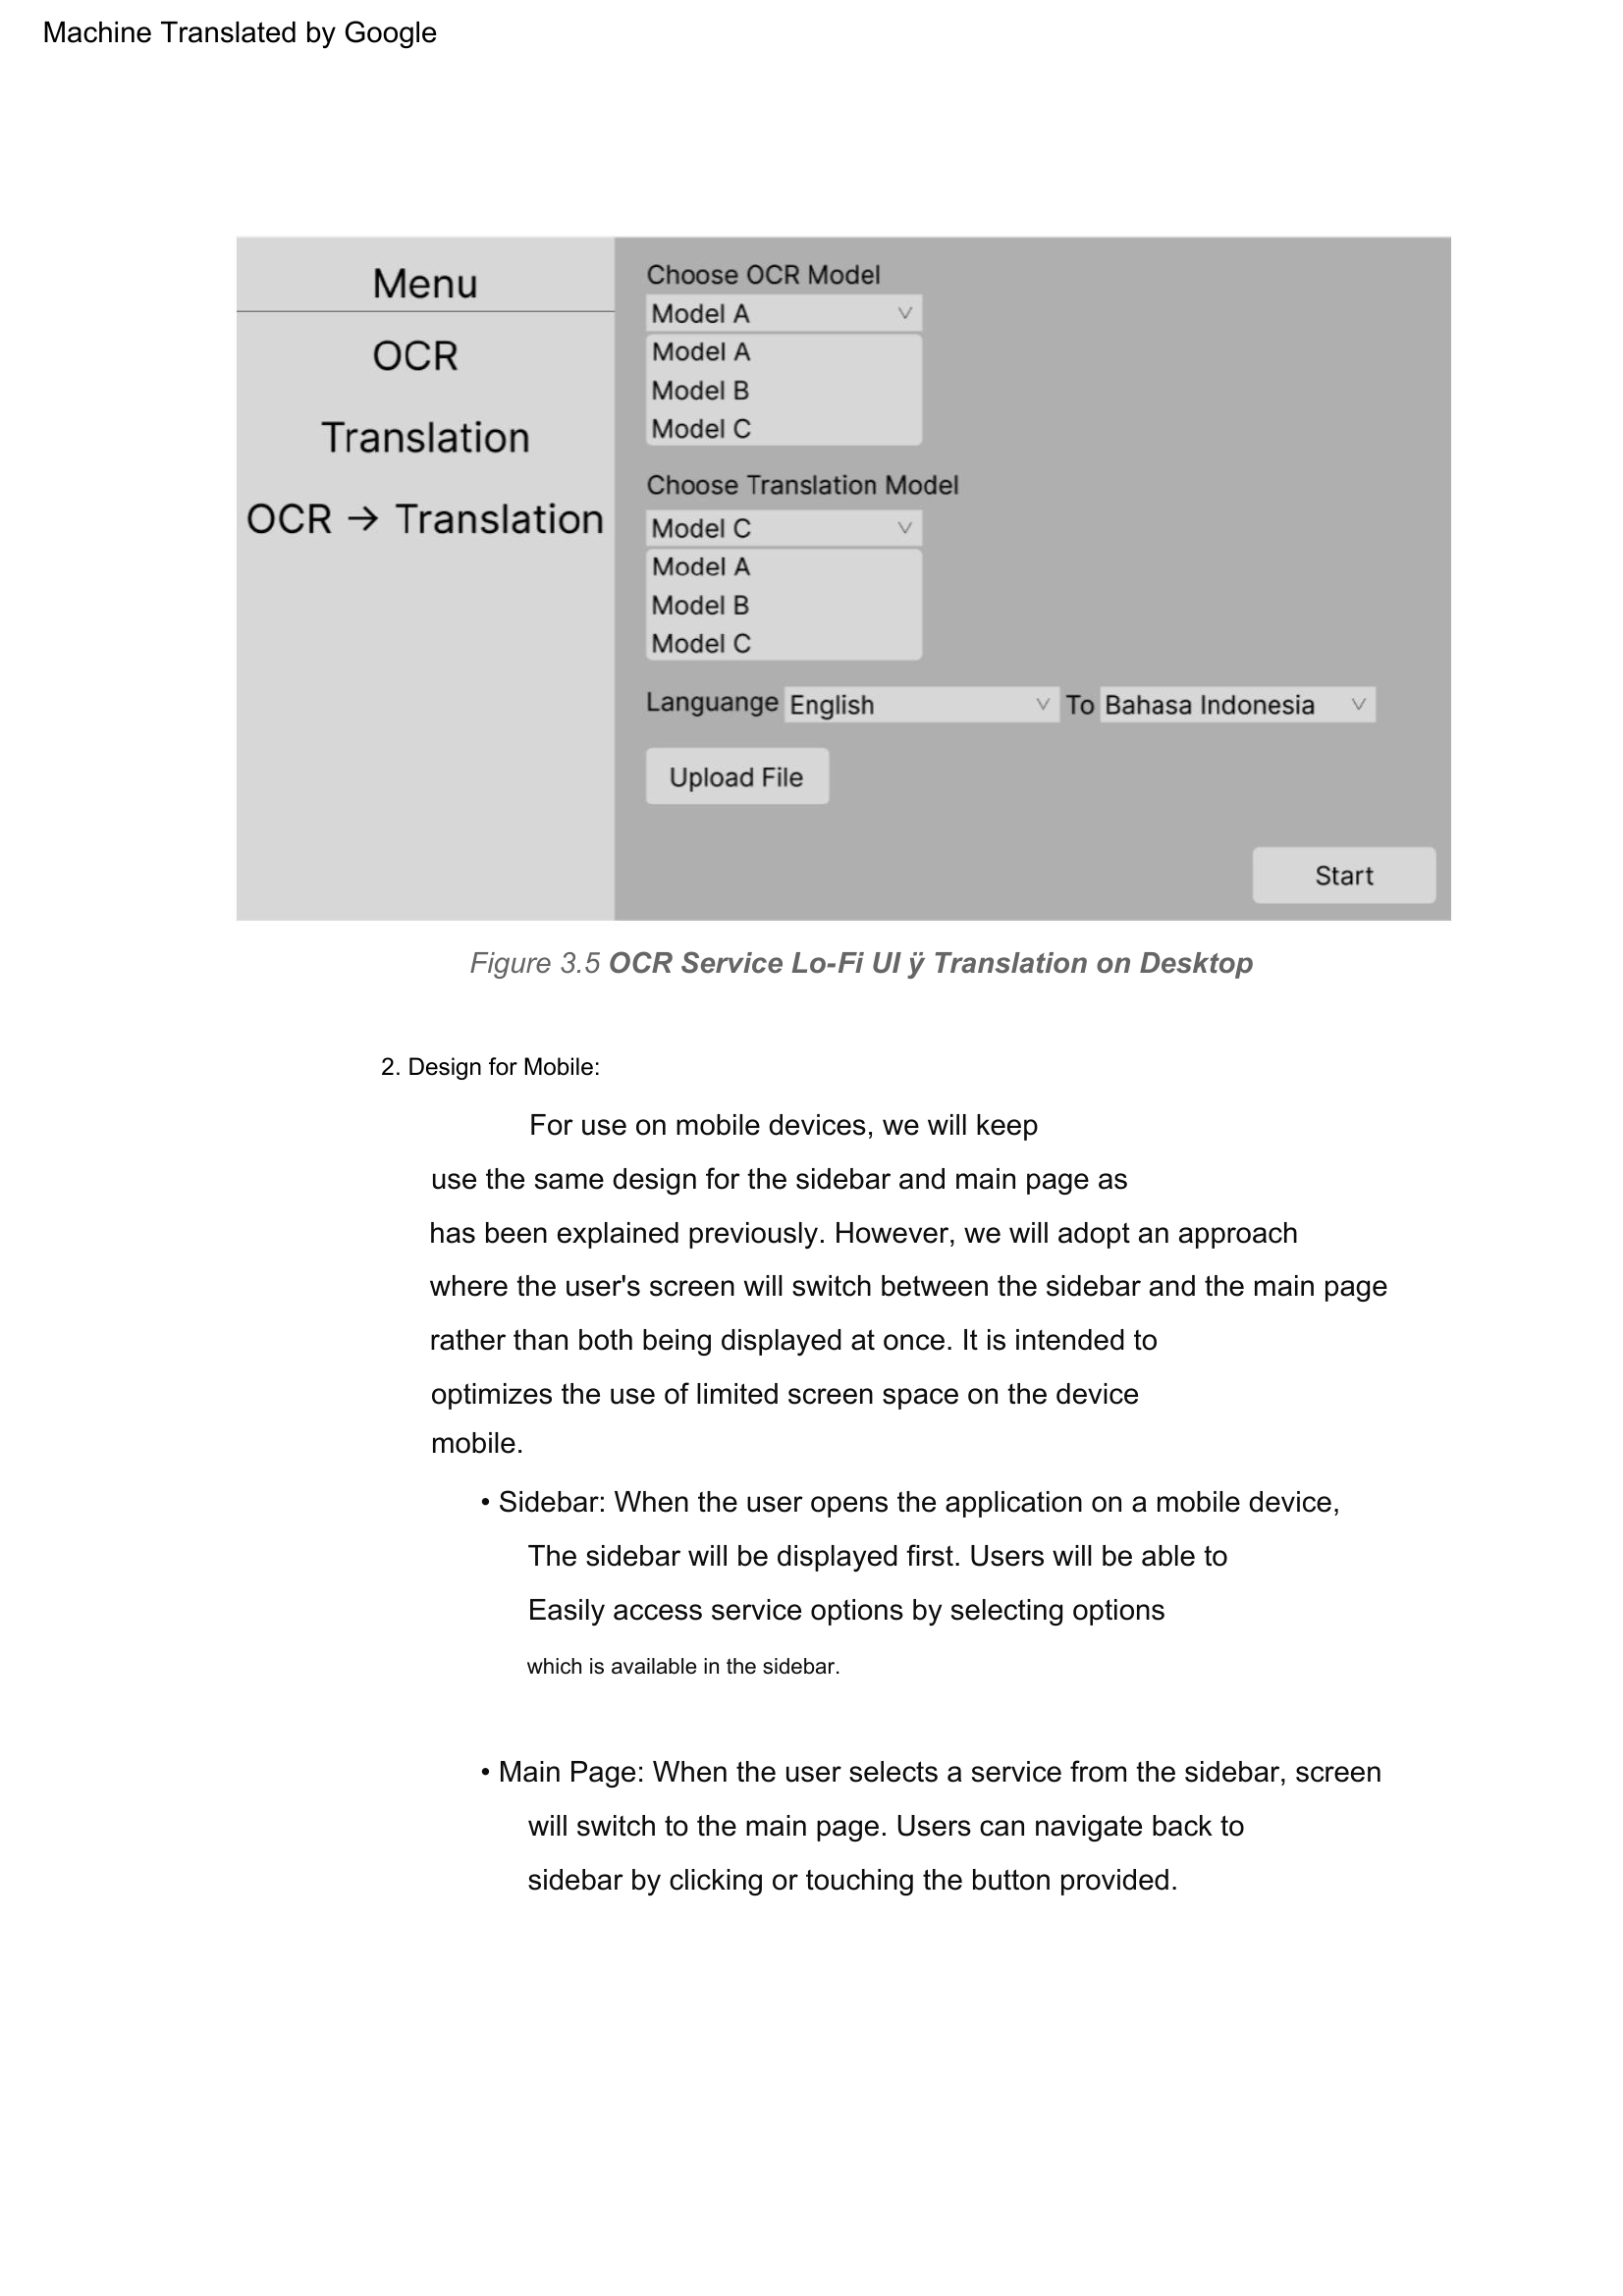 Machine Translated by Google
Menu
OCR
Translation
OCR → Translation
Choose OCR Model
Model A
Model A
Model B
Model C
Choose Translation Model
Model C
Model A
Model B
Model C
Languange English To Bahasa Indonesia
Upload File
Start
Figure 3.5 OCR Service Lo-Fi UI ÿ Translation on Desktop
2. Design for Mobile:
For use on mobile devices, we will keep
use the same design for the sidebar and main page as
has been explained previously. However, we will adopt an approach
where the user's screen will switch between the sidebar and the main page
rather than both being displayed at once. It is intended to
optimizes the use of limited screen space on the device
mobile.
• Sidebar: When the user opens the application on a mobile device,
The sidebar will be displayed first. Users will be able to
Easily access service options by selecting options
which is available in the sidebar.
• Main Page: When the user selects a service from the sidebar, screen
will switch to the main page. Users can navigate back to
sidebar by clicking or touching the button provided.